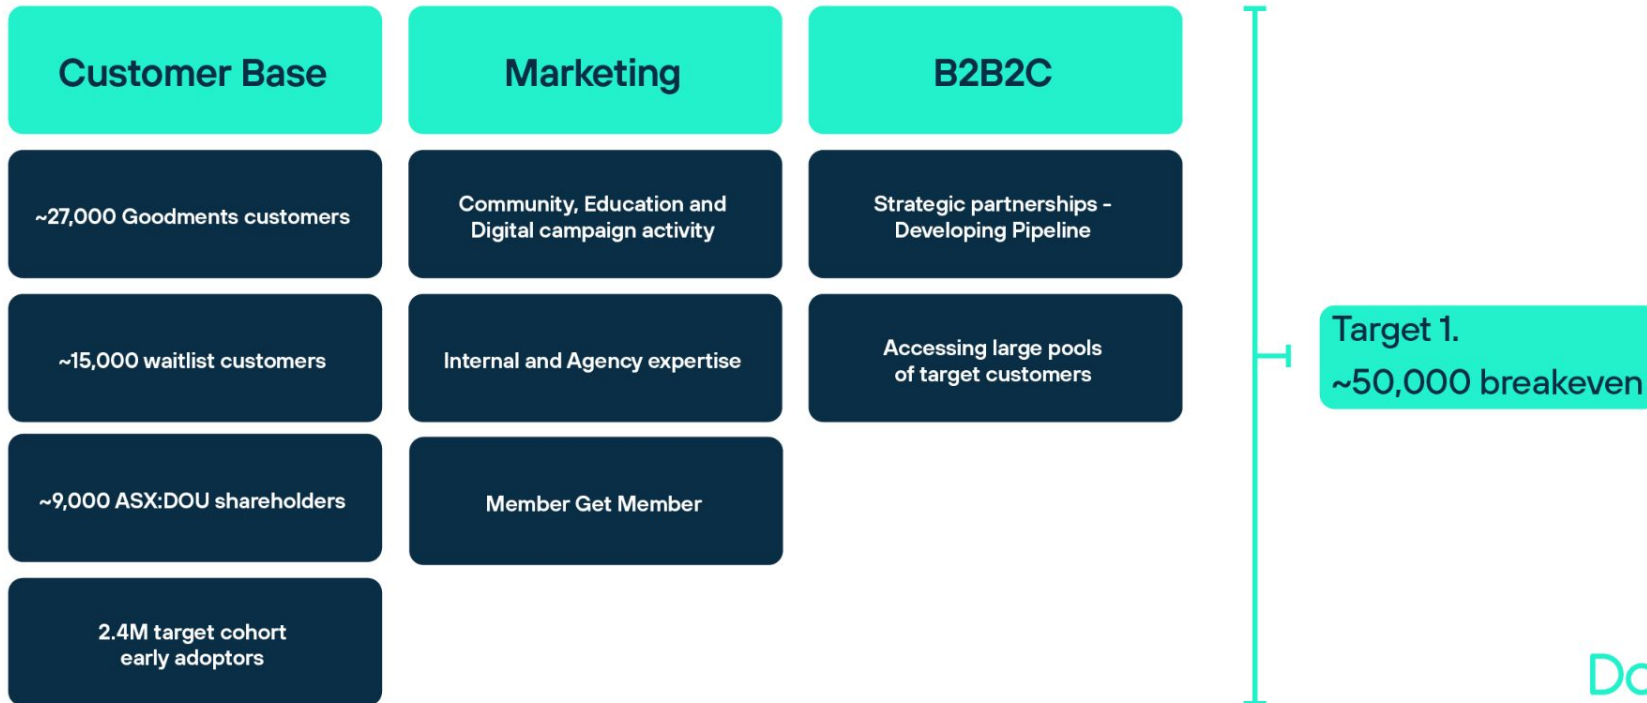 Customer Base
Marketing
B2B2C
~27,000 Goodments customers
Community, Education and
Digital campaign activity
Strategic partnerships -
Developing Pipeline
~15,000 waitlist customers
Internal and Agency expertise
Accessing large pools
of target customers
~9,000 ASX:DOU shareholders
Member Get Member
2.4M target cohort
early adoptors
Target 1.
~50,000 breakeven